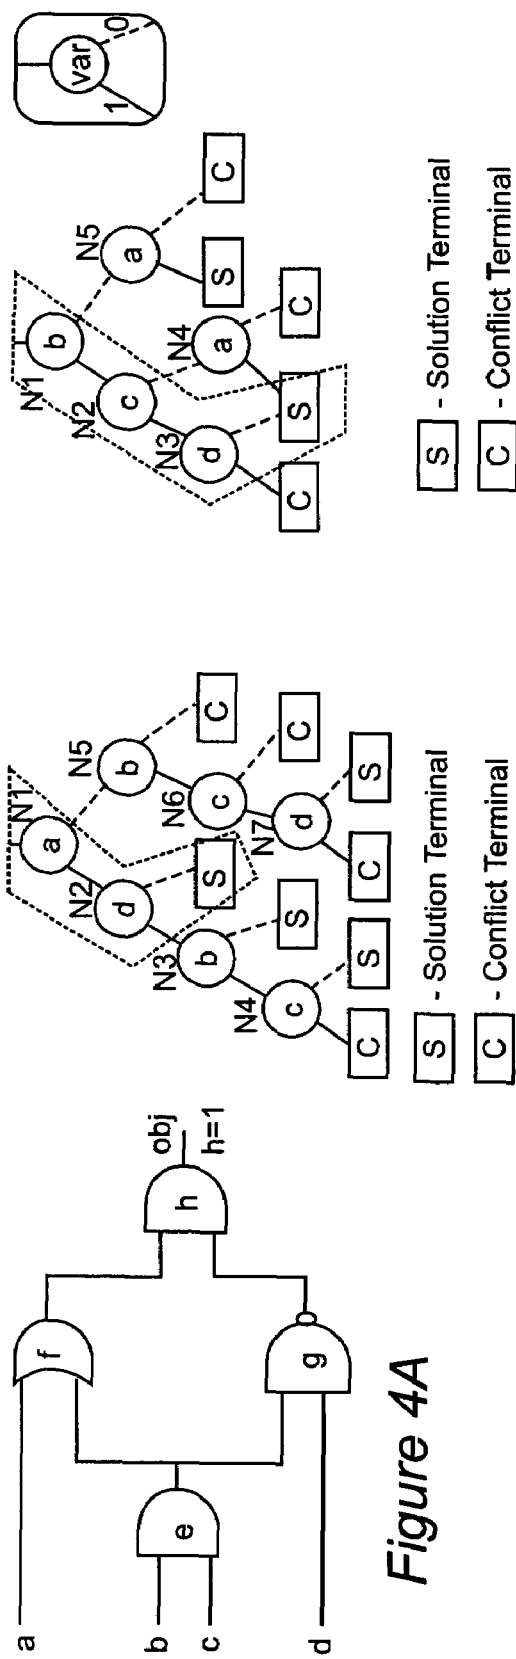 a
b
c
d
e
f
g
h
obj
h=1
Figure 4A
N1
a
N2
d
S
N3
b
S
N4
c
C
S
N5
b
C
N6
c
C
N7
d
C
S
S - Solution Terminal
C - Conflict Terminal
N1
b
N2
c
N3
d
C
S
N4
a
C
N5
a
S
C
S - Solution Terminal
C - Conflict Terminal
var
1
0